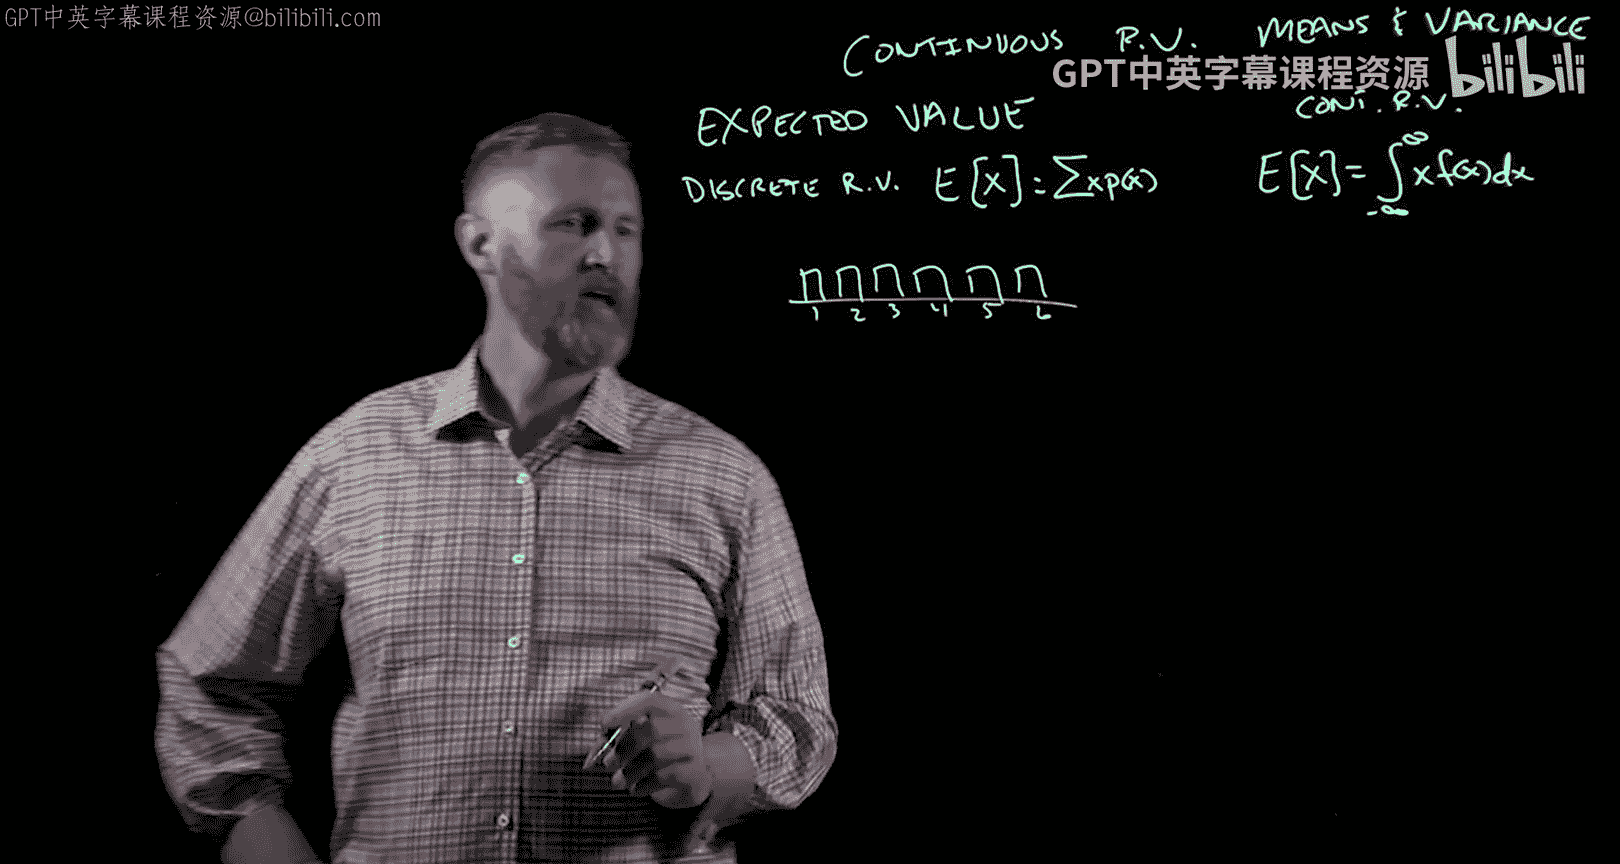 GPT中英字幕课程资源@bilibili.com
CONTINUOUS R.V. MEANS & VARIANCE
GPT中英字幕课程资源 bilibili
EXPECTED VALUE
CONT. R.V.
DISCRETE R.V. E[X] = ∑xp(x)
E[X] = ∫_{-∞}^{∞} x f(x) dx
1 2 3 4 5 6